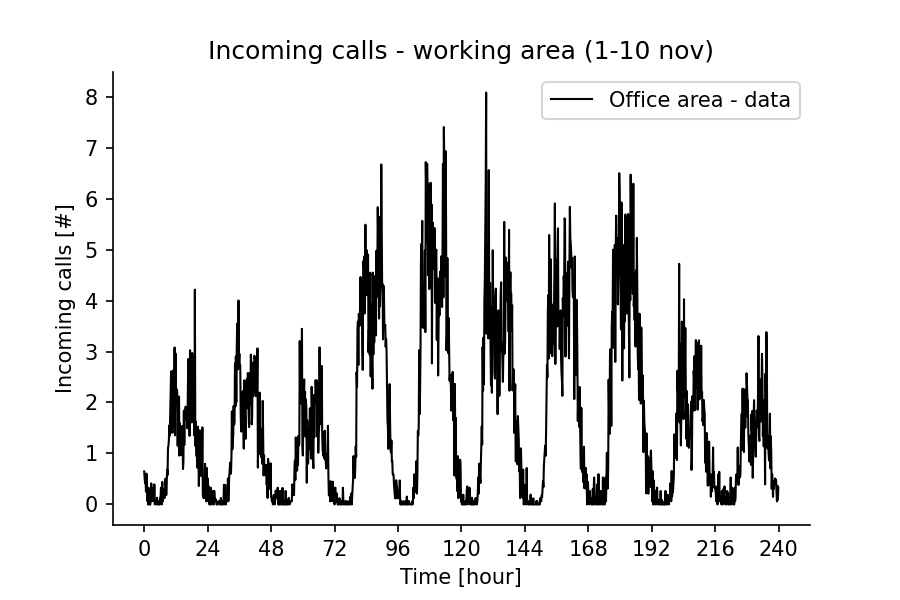 Incoming calls - working area (1-10 nov)
Office area - data
Incoming calls [#]
8
7
6
5
4
3
2
1
0
0 24 48 72 96 120 144 168 192 216 240
Time [hour]